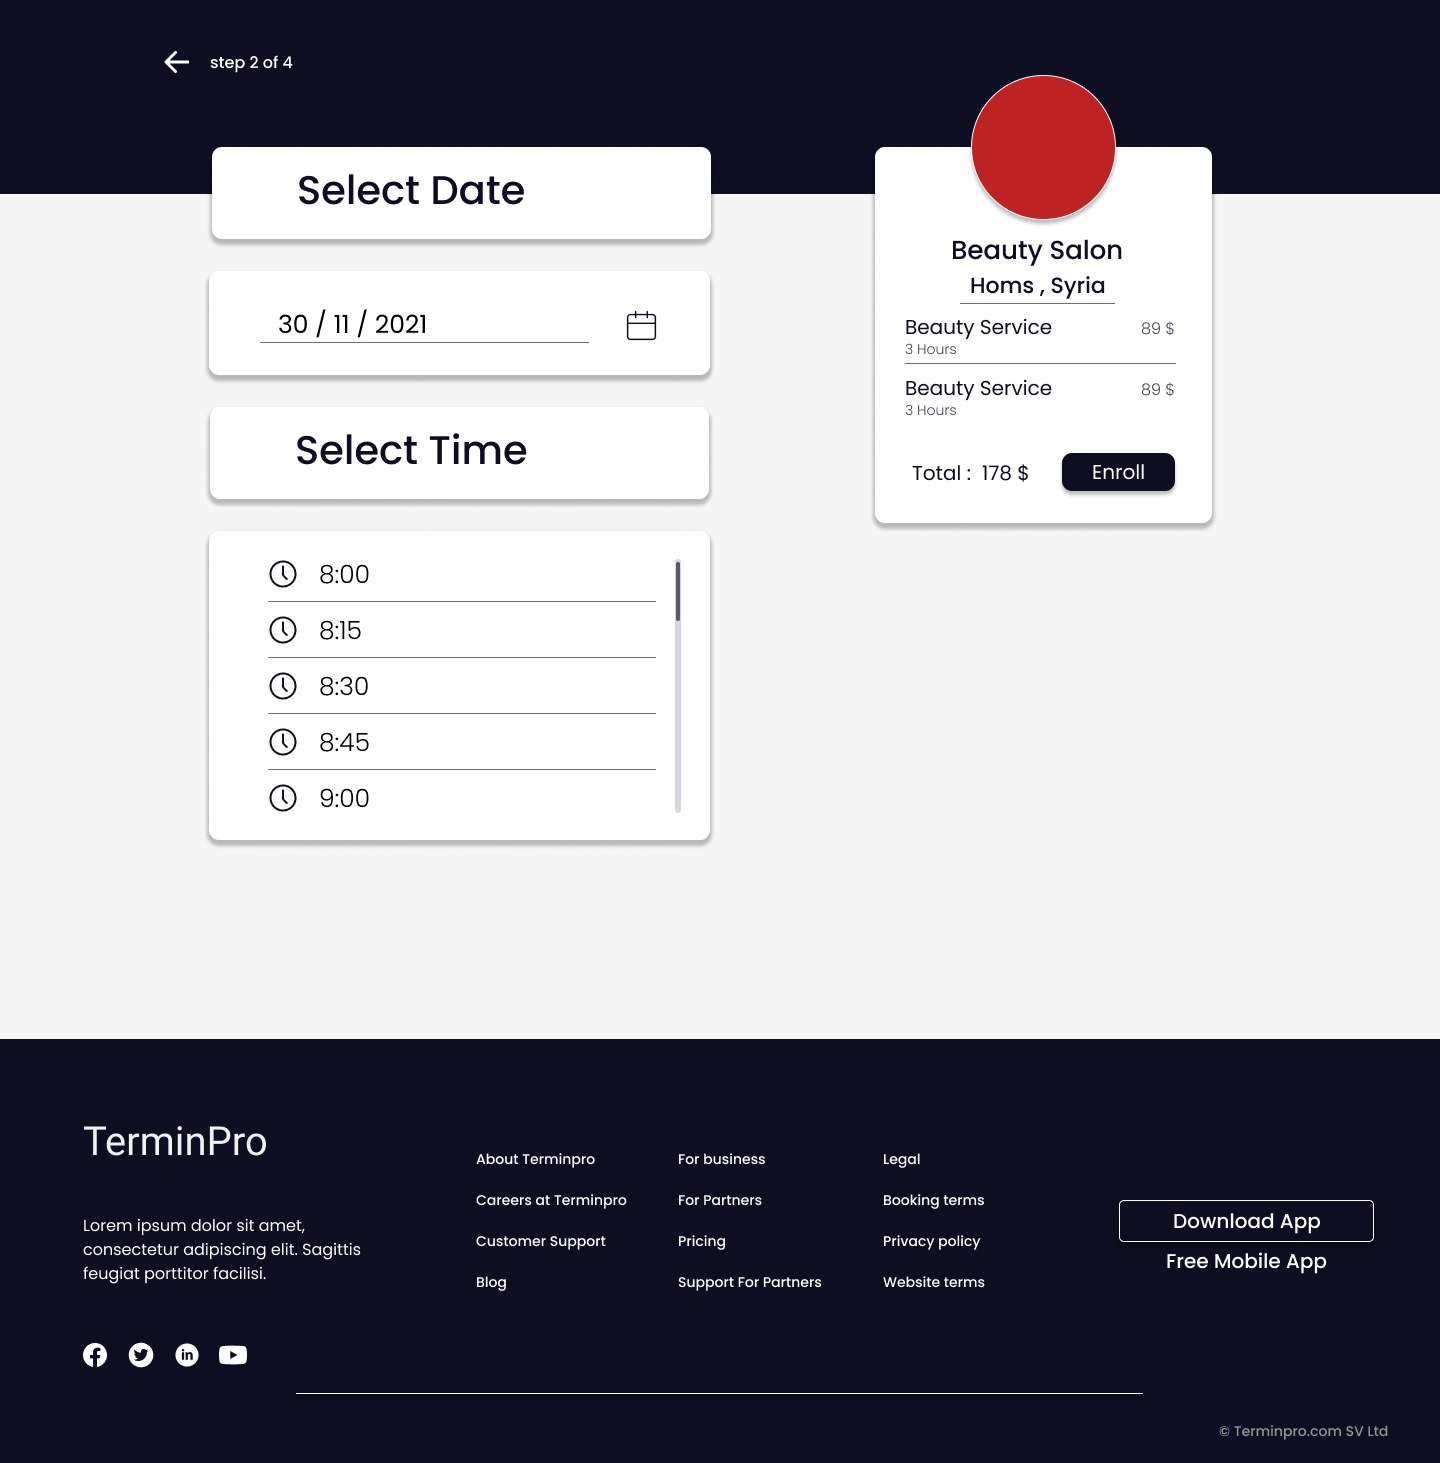 step 2 of 4
Select Date
30 / 11 / 2021
Select Time
8:00
8:15
8:30
8:45
9:00
Beauty Salon
Homs , Syria
Beauty Service 89 $
3 Hours
Beauty Service 89 $
3 Hours
Total : 178 $ Enroll
TerminPro
Lorem ipsum dolor sit amet,
consectetur adipiscing elit. Sagittis
feugiat porttitor facilisi.
About Terminpro
Careers at Terminpro
Customer Support
Blog
For business
For Partners
Pricing
Support For Partners
Legal
Booking terms
Privacy policy
Website terms
Download App
Free Mobile App
in
© Terminpro.com SV Ltd